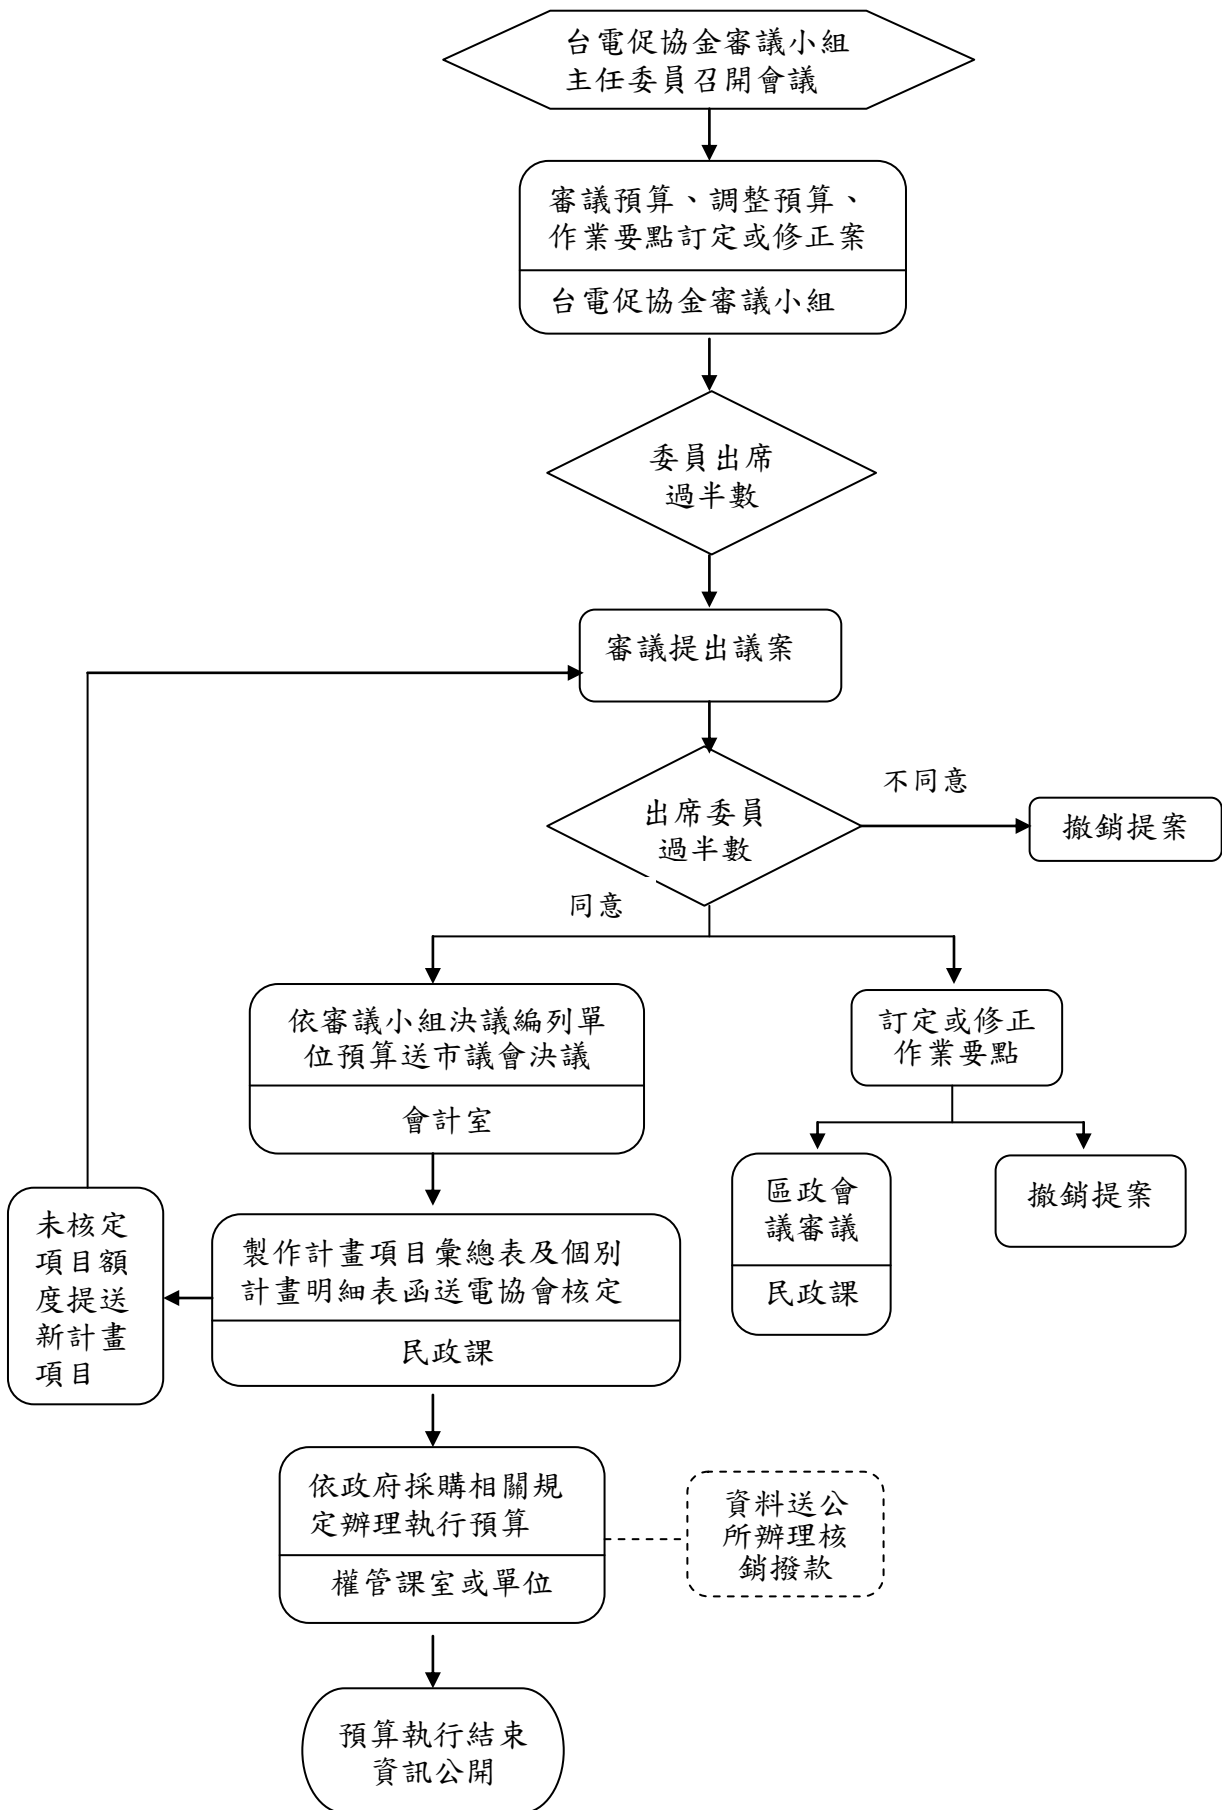 台電促協金審議小組
主任委員召開會議
審議預算、調整預算、
作業要點訂定或修正案
台電促協金審議小組
委員出席
過半數
審議提出議案
出席委員
過半數
不同意
撤銷提案
同意
依審議小組決議編列單
位預算送市議會決議
會計室
訂定或修正
作業要點
區政會
議審議
民政課
撤銷提案
未核定
項目額
度提送
新計畫
項目
製作計畫項目彙總表及個別
計畫明細表函送電協會核定
民政課
依政府採購相關規
定辦理執行預算
權管課室或單位
資料送公
所辦理核
銷撥款
預算執行結束
資訊公開